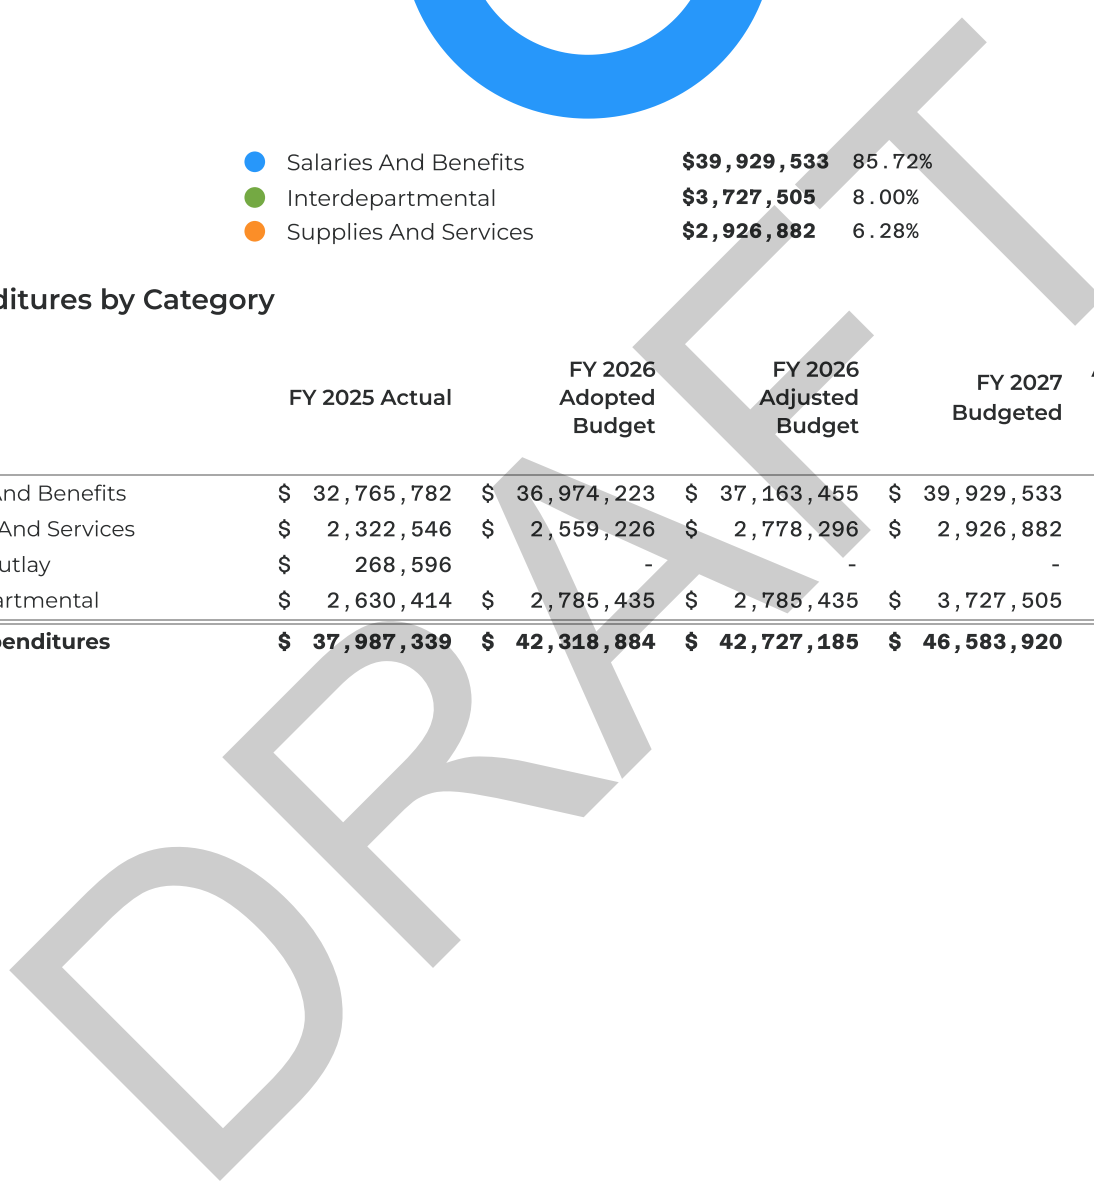 Salaries And Benefits $39,929,533 85.72%
Interdepartmental $3,727,505 8.00%
Supplies And Services $2,926,882 6.28%
ditures by Category
FY 2025 Actual FY 2026 Adopted Budget FY 2026 Adjusted Budget FY 2027 Budgeted
And Benefits $ 32,765,782 $ 36,974,223 $ 37,163,455 $ 39,929,533
And Services $ 2,322,546 $ 2,559,226 $ 2,778,296 $ 2,926,882
utlay $ 268,596 - - -
artmental $ 2,630,414 $ 2,785,435 $ 2,785,435 $ 3,727,505
penditures $ 37,987,339 $ 42,318,884 $ 42,727,185 $ 46,583,920
DRAFT